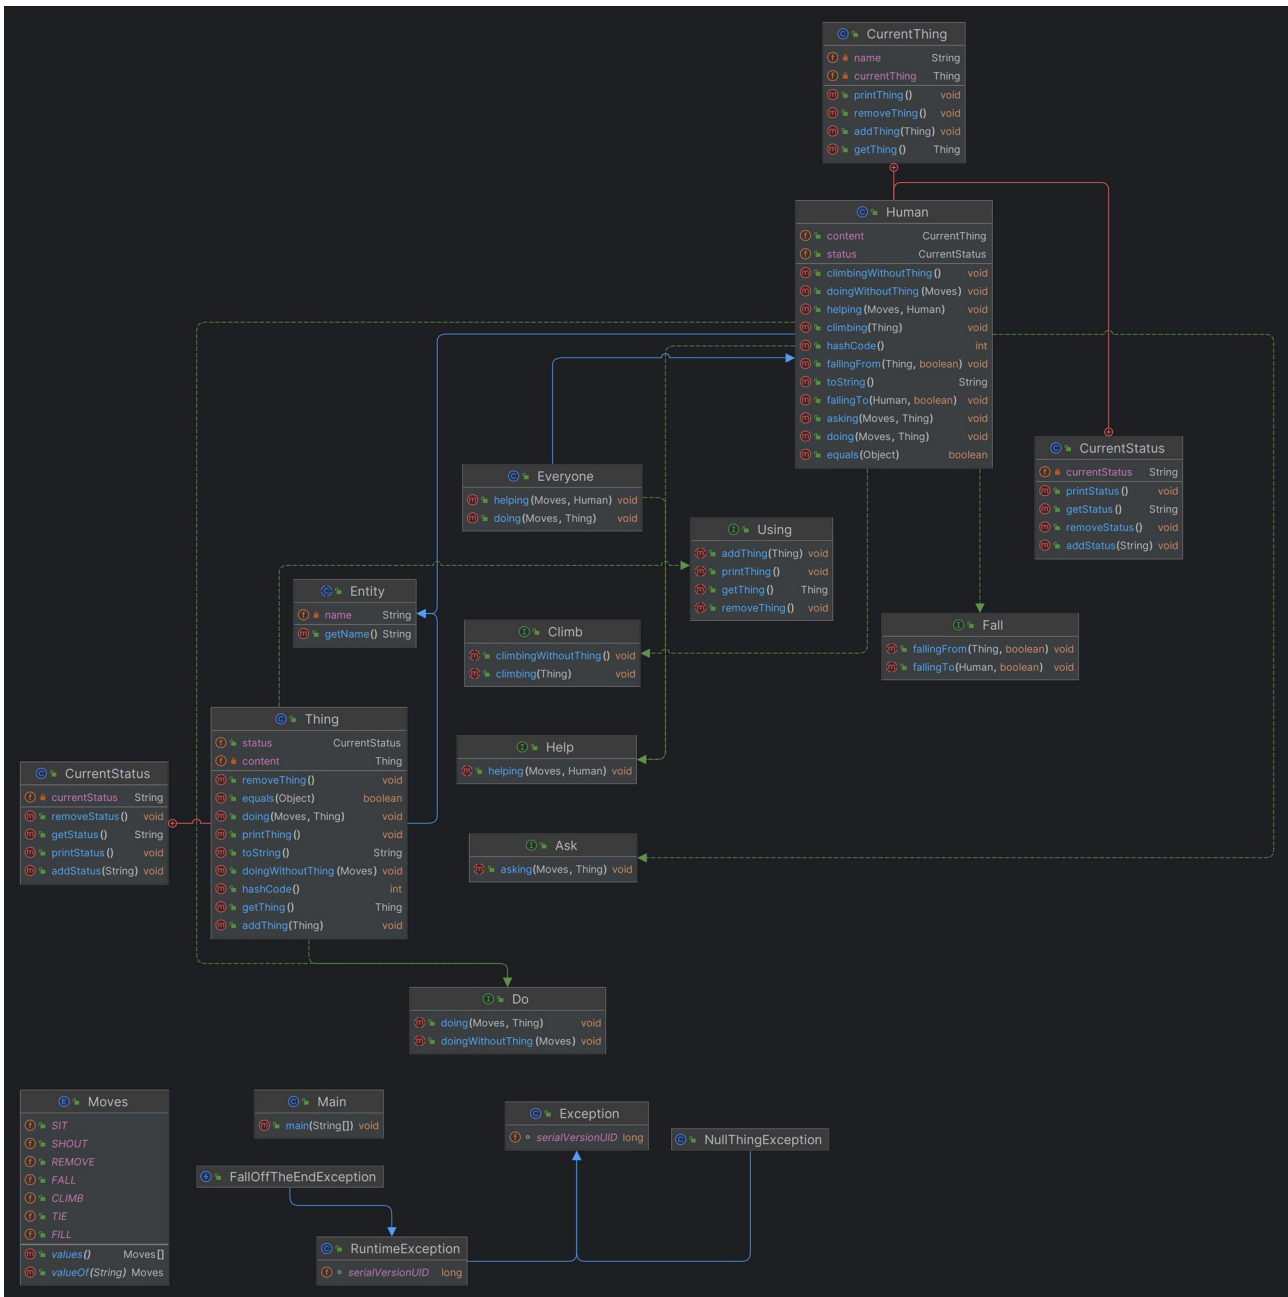 CurrentThing
name String
currentThing Thing
printThing() void
removeThing() void
addThing(Thing) void
getThing() Thing
Human
content CurrentThing
status CurrentStatus
climbingWithoutThing() void
doingWithoutThing(Moves) void
helping(Moves, Human) void
climbing(Thing) void
hashCode() int
fallingFrom(Thing, boolean) void
toString() String
fallingTo(Human, boolean) void
asking(Moves, Thing) void
doing(Moves, Thing) void
equals(Object) boolean
CurrentStatus
currentStatus String
printStatus() void
getStatus() String
removeStatus() void
addStatus(String) void
Everyone
helping(Moves, Human) void
doing(Moves, Thing) void
Using
addThing(Thing) void
printThing() void
getThing() Thing
removeThing() void
Entity
name String
getName() String
Climb
climbingWithoutThing() void
climbing(Thing) void
Fall
fallingFrom(Thing, boolean) void
fallingTo(Human, boolean) void
Thing
status CurrentStatus
content Thing
removeThing() void
equals(Object) boolean
doing(Moves, Thing) void
printThing() void
toString() String
doingWithoutThing(Moves) void
hashCode() int
getThing() Thing
addThing(Thing) void
Help
helping(Moves, Human) void
CurrentStatus
currentStatus String
removeStatus() void
getStatus() String
printStatus() void
addStatus(String) void
Ask
asking(Moves, Thing) void
Do
doing(Moves, Thing) void
doingWithoutThing(Moves) void
Moves
SIT
SHOUT
REMOVE
FALL
CLIMB
TIE
FILL
values() Moves[]
valueOf(String) Moves
Main
main(String[]) void
Exception
serialVersionUID long
NullThingException
FallOffTheEndException
RuntimeException
serialVersionUID long